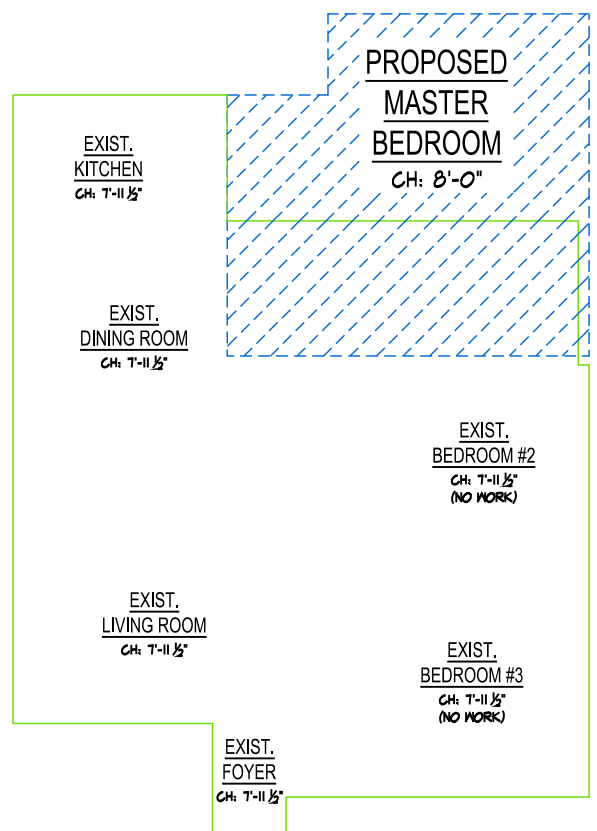 PROPOSED
MASTER
BEDROOM
CH: 8'-0"
EXIST.
KITCHEN
CH: 7'-11 ½"
EXIST.
DINING ROOM
CH: 7'-11 ½"
EXIST.
BEDROOM #2
CH: 7'-11 ½"
(NO WORK)
EXIST.
LIVING ROOM
CH: 7'-11 ½"
EXIST.
BEDROOM #3
CH: 7'-11 ½"
(NO WORK)
EXIST.
FOYER
CH: 7'-11 ½"